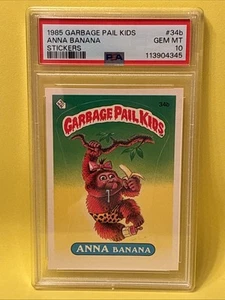 1985 GARBAGE PAIL KIDS #34b
ANNA BANANA GEM MT
STICKERS PSA 10
113904345
34b
GARBAGE PAIL KIDS
ANNA BANANA